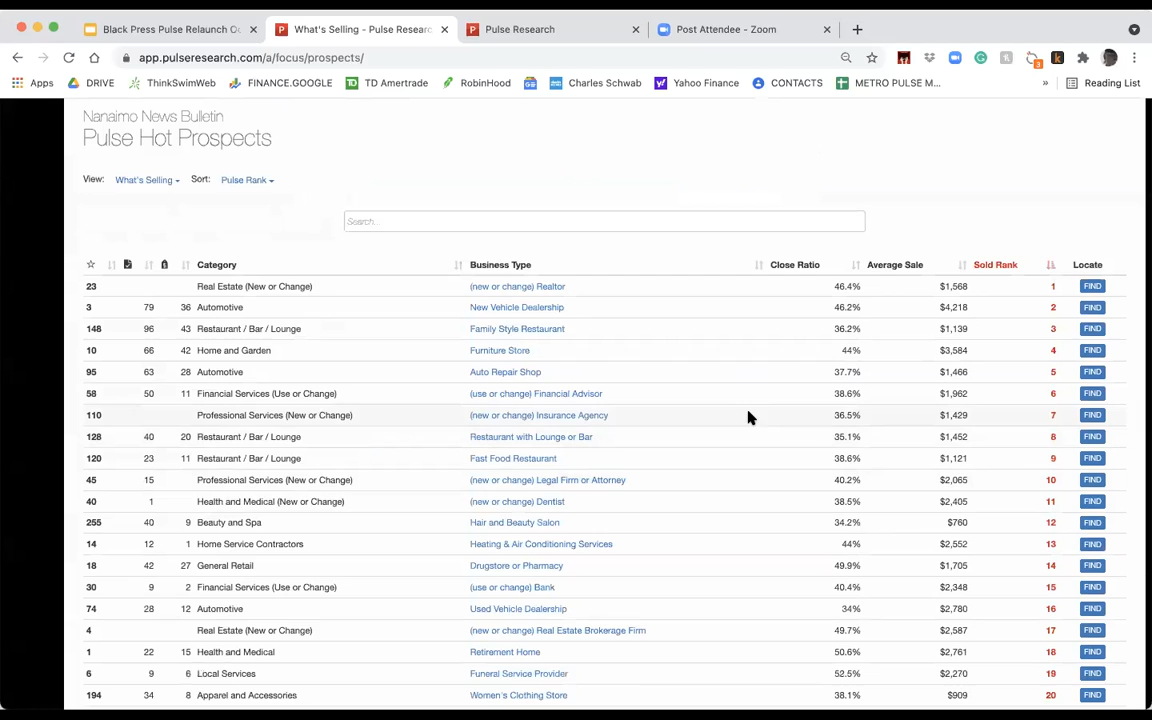 Black Press Pulse Relaunch Ou
What's Selling - Pulse Researc
Pulse Research
Post Attendee - Zoom
app.pulseresearch.com/a/focus/prospects/
3
Apps DRIVE ThinkSwimWeb FINANCE.GOOGLE TD Amertrade RobinHood Charles Schwab Yahoo Finance CONTACTS METRO PULSE M... » Reading List
Nanaimo News Bulletin
Pulse Hot Prospects
View: What's Selling Sort: Pulse Rank
Search...
Category Business Type Close Ratio Average Sale Sold Rank Locate
23 Real Estate (New or Change) (new or change) Realtor 46.4% $1,568 1 FIND
3 79 36 Automotive New Vehicle Dealership 46.2% $4,218 2 FIND
148 96 43 Restaurant / Bar / Lounge Family Style Restaurant 36.2% $1,139 3 FIND
10 66 42 Home and Garden Furniture Store 44% $3,584 4 FIND
95 63 28 Automotive Auto Repair Shop 37.7% $1,466 5 FIND
58 50 11 Financial Services (Use or Change) (use or change) Financial Advisor 38.6% $1,962 6 FIND
110 Professional Services (New or Change) (new or change) Insurance Agency 36.5% $1,429 7 FIND
128 40 20 Restaurant / Bar / Lounge Restaurant with Lounge or Bar 35.1% $1,452 8 FIND
120 23 11 Restaurant / Bar / Lounge Fast Food Restaurant 38.6% $1,121 9 FIND
45 15 Professional Services (New or Change) (new or change) Legal Firm or Attorney 40.2% $2,065 10 FIND
40 1 Health and Medical (New or Change) (new or change) Dentist 38.5% $2,405 11 FIND
255 40 9 Beauty and Spa Hair and Beauty Salon 34.2% $760 12 FIND
14 12 1 Home Service Contractors Heating & Air Conditioning Services 44% $2,552 13 FIND
18 42 27 General Retail Drugstore or Pharmacy 49.9% $1,705 14 FIND
30 9 2 Financial Services (Use or Change) (use or change) Bank 40.4% $2,348 15 FIND
74 28 12 Automotive Used Vehicle Dealership 34% $2,780 16 FIND
4 Real Estate (New or Change) (new or change) Real Estate Brokerage Firm 49.7% $2,587 17 FIND
1 22 15 Health and Medical Retirement Home 50.6% $2,761 18 FIND
6 9 6 Local Services Funeral Service Provider 52.5% $2,270 19 FIND
194 34 8 Apparel and Accessories Women's Clothing Store 38.1% $909 20 FIND